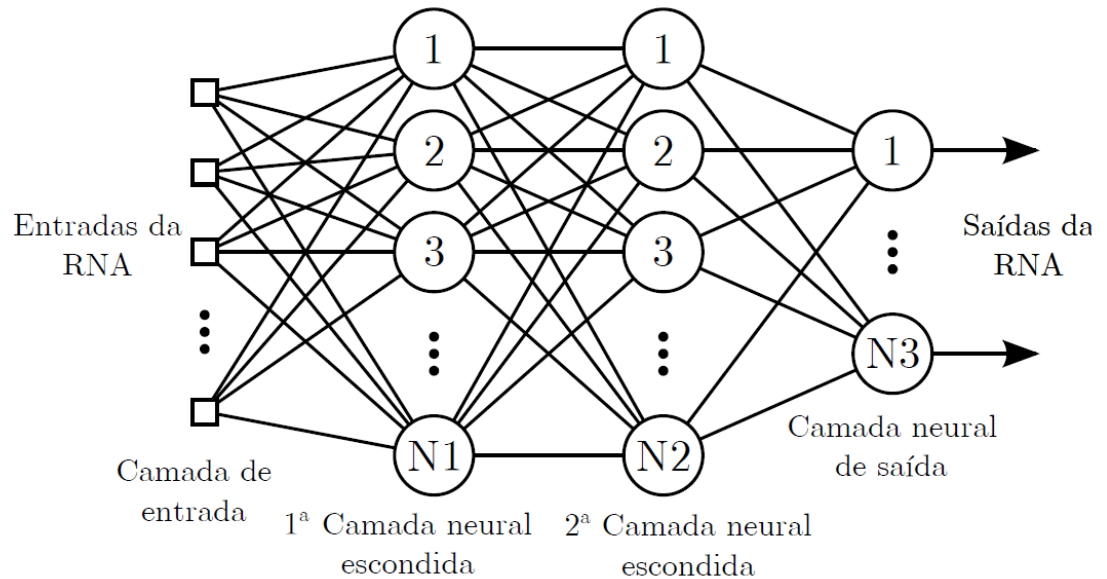 1
1
2
2
1
Entradas da
RNA
3
3
Saídas da
RNA
N3
N1
N2
Camada neural
de saída
Camada de
entrada
1ª Camada neural
escondida
2ª Camada neural
escondida